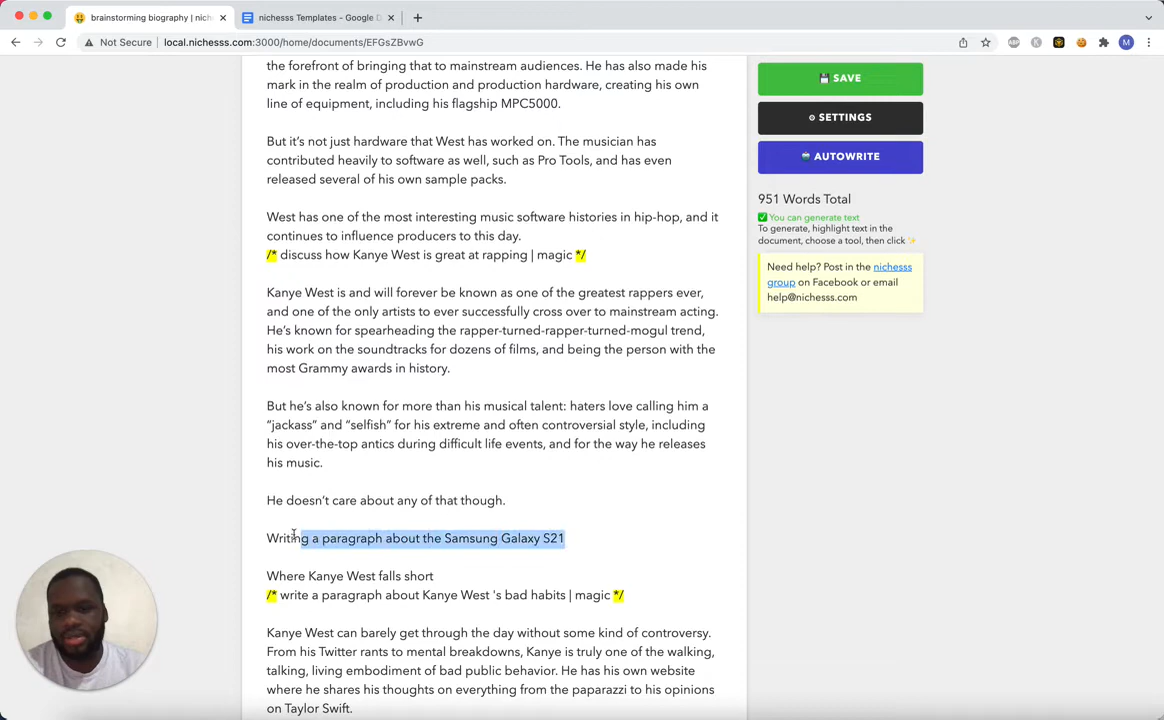 brainstorming biography | nich
nichesss Templates - Google D
Not Secure | local.nichesss.com:3000/home/documents/EFGsZBvwG
ABP
K
M
the forefront of bringing that to mainstream audiences. He has also made his
mark in the realm of production and production hardware, creating his own
line of equipment, including his flagship MPC5000.
But it's not just hardware that West has worked on. The musician has
contributed heavily to software as well, such as Pro Tools, and has even
released several of his own sample packs.
West has one of the most interesting music software histories in hip-hop, and it
continues to influence producers to this day.
/* discuss how Kanye West is great at rapping | magic */
Kanye West is and will forever be known as one of the greatest rappers ever,
and one of the only artists to ever successfully cross over to mainstream acting.
He's known for spearheading the rapper-turned-rapper-turned-mogul trend,
his work on the soundtracks for dozens of films, and being the person with the
most Grammy awards in history.
But he's also known for more than his musical talent: haters love calling him a
“jackass” and “selfish” for his extreme and often controversial style, including
his over-the-top antics during difficult life events, and for the way he releases
his music.
He doesn't care about any of that though.
Writing a paragraph about the Samsung Galaxy S21
Where Kanye West falls short
/* write a paragraph about Kanye West 's bad habits | magic */
Kanye West can barely get through the day without some kind of controversy.
From his Twitter rants to mental breakdowns, Kanye is truly one of the walking,
talking, living embodiment of bad public behavior. He has his own website
where he shares his thoughts on everything from the paparazzi to his opinions
on Taylor Swift.
SAVE
SETTINGS
AUTOWRITE
951 Words Total
You can generate text
To generate, highlight text in the
document, choose a tool, then click
Need help? Post in the nichesss
group on Facebook or email
help@nichesss.com